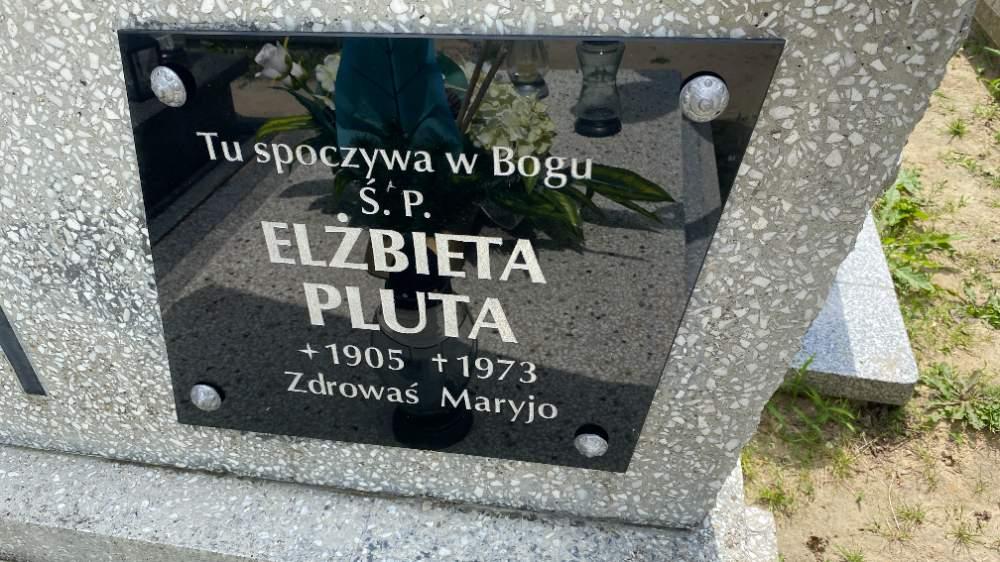 Tu spoczywa w Bogu
Ś. P.
ELŻBIETA
PLUTA
+1905 †1973
Zdrowaś Maryjo